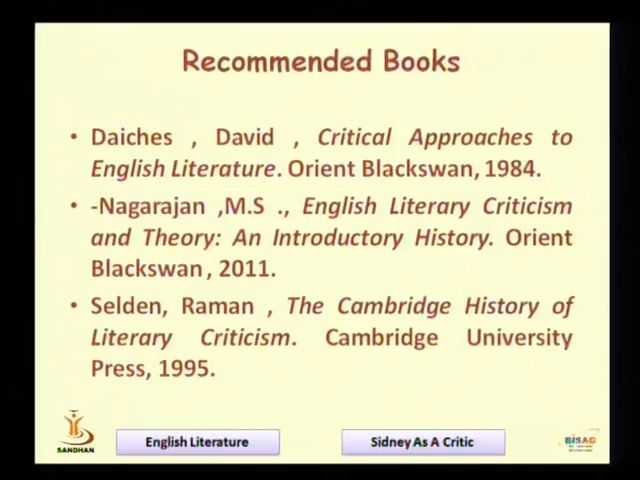 Recommended Books
• Daiches , David , Critical Approaches to
English Literature. Orient Blackswan, 1984.
• -Nagarajan ,M.S ., English Literary Criticism
and Theory: An Introductory History. Orient
Blackswan , 2011.
• Selden, Raman , The Cambridge History of
Literary Criticism. Cambridge University
Press, 1995.
SANDHAN
English Literature
Sidney As A Critic
BISAG